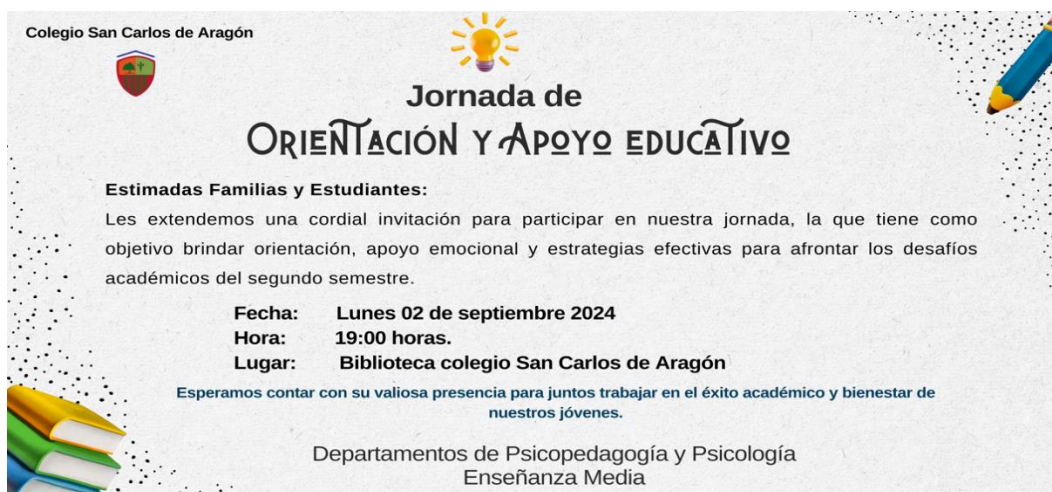 Colegio San Carlos de Aragón
Jornada de
ORIENTACIÓN Y APOYO EDUCATIVO
Estimadas Familias y Estudiantes:
Les extendemos una cordial invitación para participar en nuestra jornada, la que tiene como
objetivo brindar orientación, apoyo emocional y estrategias efectivas para afrontar los desafíos
académicos del segundo semestre.
Fecha: Lunes 02 de septiembre 2024
Hora: 19:00 horas.
Lugar: Biblioteca colegio San Carlos de Aragón
Esperamos contar con su valiosa presencia para juntos trabajar en el éxito académico y bienestar de
nuestros jóvenes.
Departamentos de Psicopedagogía y Psicología
Enseñanza Media